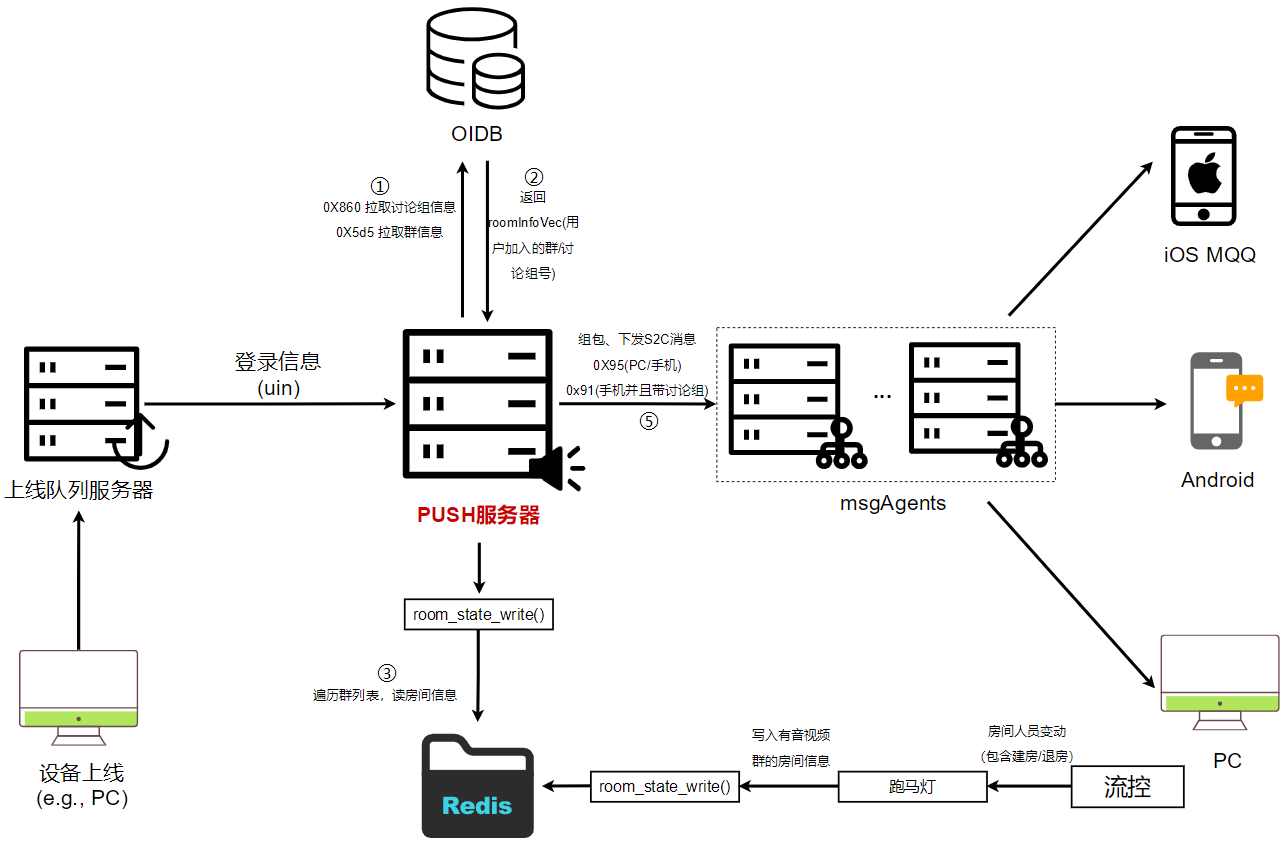 OIDB
①
0X860 拉取讨论组信息
0X5d5 拉取群信息
②
返回
roomInfoVec(用
户加入的群/讨
论组号)
iOS MQQ
登录信息
(uin)
组包、下发S2C消息
0X95(PC/手机)
0x91(手机并且带讨论组)
⑤
...
上线队列服务器
PUSH服务器
msgAgents
Android
room_state_write()
③
遍历群列表，读房间信息
设备上线
(e.g., PC)
Redis
room_state_write()
写入有音视频
群的房间信息
跑马灯
房间人员变动
(包含建房/退房)
流控
PC